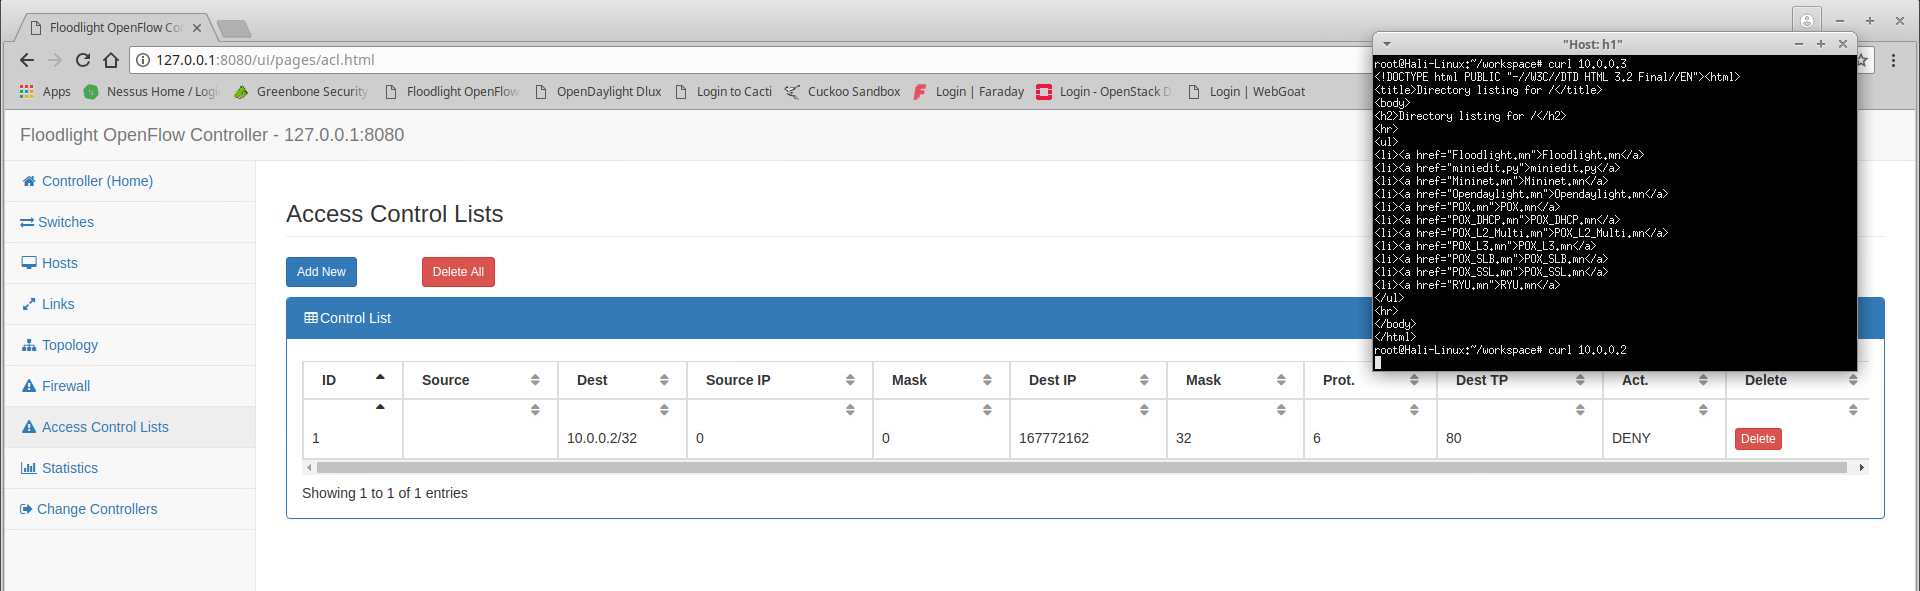 Floodlight OpenFlow Co
127.0.0.1:8080/ui/pages/acl.html
Apps Nessus Home / Logi Greenbone Security Floodlight OpenFlow OpenDaylight Dlux Login to Cacti Cuckoo Sandbox Login | Faraday Login - OpenStack D Login | WebGoat
Floodlight OpenFlow Controller - 127.0.0.1:8080
Controller (Home)
Switches
Hosts
Links
Topology
Firewall
Access Control Lists
Statistics
Change Controllers
Access Control Lists
Add New Delete All
Control List
ID Source Dest Source IP Mask Dest IP Mask Prot. Dest TP Act. Delete
1 10.0.0.2/32 0 0 167772162 32 6 80 DENY Delete
Showing 1 to 1 of 1 entries
"Host: h1"
root@Hali-Linux:~/workspace# curl 10.0.0.3
<!DOCTYPE html PUBLIC "-//W3C//DTD HTML 3.2 Final//EN"><html>
<title>Directory listing for /</title>
<body>
<h2>Directory listing for /</h2>
<hr>
<ul>
<li><a href="Floodlight.mn">Floodlight.mn</a>
<li><a href="miniedit.py">miniedit.py</a>
<li><a href="Mininet.mn">Mininet.mn</a>
<li><a href="Opendaylight.mn">Opendaylight.mn</a>
<li><a href="POX.mn">POX.mn</a>
<li><a href="POX_DHCP.mn">POX_DHCP.mn</a>
<li><a href="POX_L2_Multi.mn">POX_L2_Multi.mn</a>
<li><a href="POX_L3.mn">POX_L3.mn</a>
<li><a href="POX_SLB.mn">POX_SLB.mn</a>
<li><a href="POX_SSL.mn">POX_SSL.mn</a>
<li><a href="RYU.mn">RYU.mn</a>
</ul>
<hr>
</body>
</html>
root@Hali-Linux:~/workspace# curl 10.0.0.2